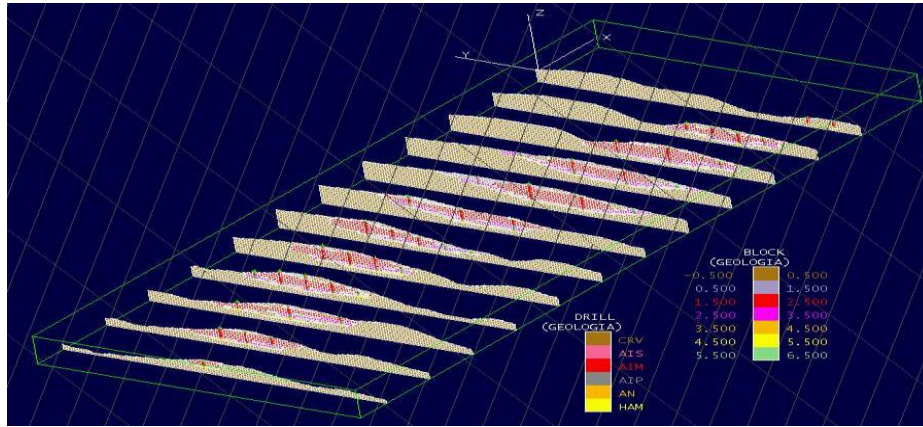 Z
Y X
BLOCK
(GEOLOGIA)
-0.500 0.500
0.500 1.500
1.500 2.500
2.500 3.500
3.500 4.500
4.500 5.500
5.500 6.500
DRILL
(GEOLOGIA)
CRV
AIS
AIM
AIP
AN
HAM